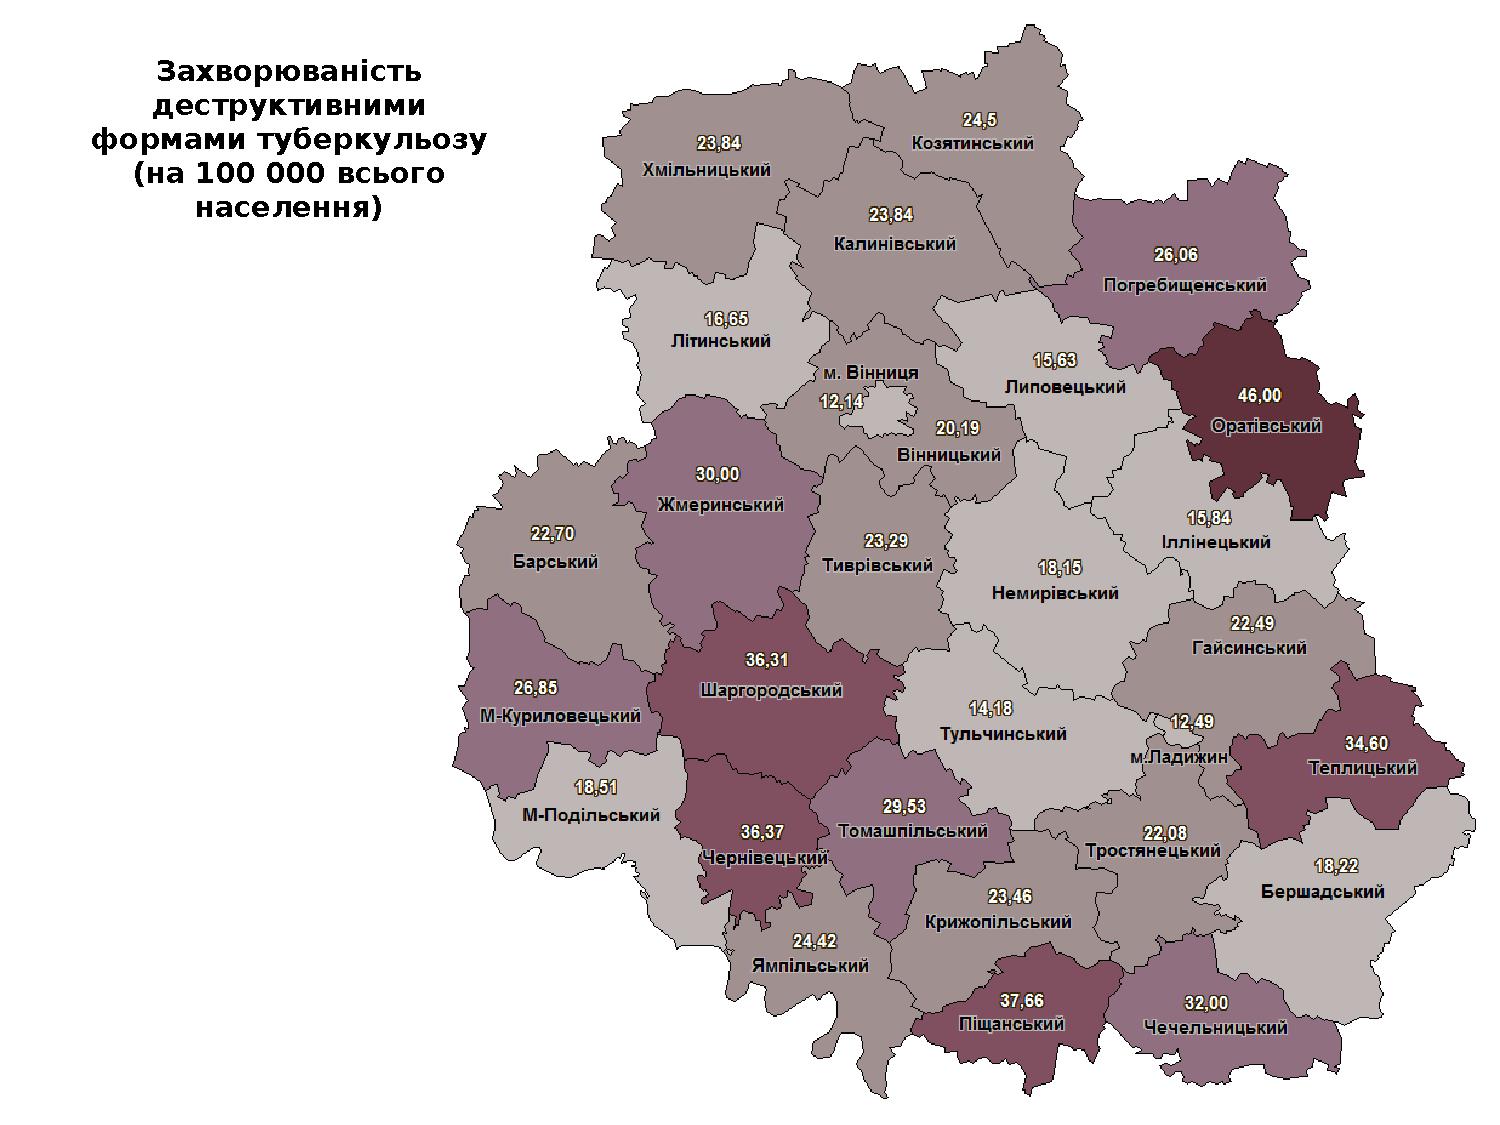 Захворюваність
деструктивними
формами туберкульозу
(на 100 000 всього
населення)
24,5
Козятинський
23,84
Хмільницький
23,84
Калинівський
26,06
Погребищенський
16,65
Літинський
15,63
Липовецький
м. Вінниця
12,14
46,00
Оратівський
20,19
Вінницький
30,00
Жмеринський
15,84
Іллінецький
22,70
Барський
23,29
Тиврівський
18,15
Немирівський
22,49
Гайсинський
36,31
Шаргородський
26,85
М-Куриловецький
14,18
Тульчинський
12,49
м.Ладижин
34,60
Теплицький
18,51
М-Подільський
29,53
Томашпільський
36,37
Чернівецький
22,08
Тростянецький
18,22
Бершадський
23,46
Крижопільський
24,42
Ямпільський
37,66
Піщанський
32,00
Чечельницький